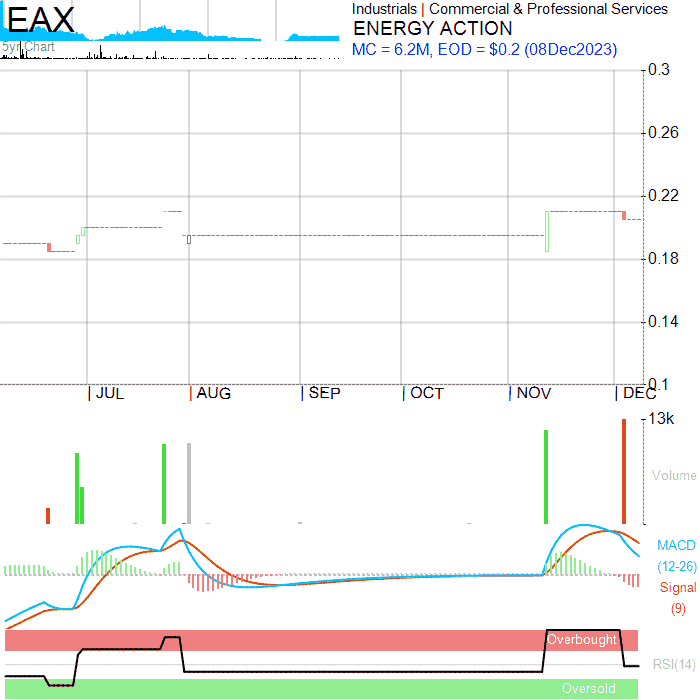 EAX
5yr Chart
Industrials | Commercial & Professional Services
ENERGY ACTION
MC = 6.2M, EOD = $0.2 (08Dec2023)
0.3
0.26
0.22
0.18
0.14
0.1
JUL
AUG
SEP
OCT
NOV
DEC
13k
Volume
MACD
(12-26)
Signal
(9)
Overbought
RSI(14)
Oversold